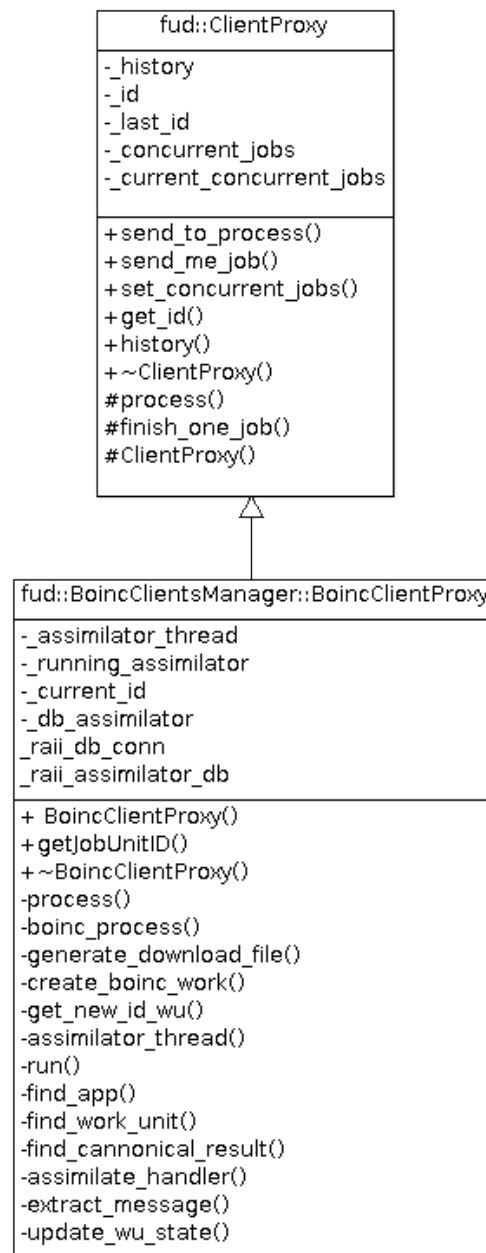 fud::ClientProxy
-_history
-_id
-_last_id
-_concurrent_jobs
-_current_concurrent_jobs
+send_to_process()
+send_me_job()
+set_concurrent_jobs()
+get_id()
+history()
+~ClientProxy()
#process()
#finish_one_job()
#ClientProxy()
fud::BoincClientsManager::BoincClientProxy
-_assimilator_thread
-_running_assimilator
-_current_id
-_db_assimilator
_raii_db_conn
_raii_assimilator_db
+ BoincClientProxy()
+getJobUnitID()
+~BoincClientProxy()
-process()
-boinc_process()
-generate_download_file()
-create_boinc_work()
-get_new_id_wu()
-assimilator_thread()
-run()
-find_app()
-find_work_unit()
-find_cannonical_result()
-assimilate_handler()
-extract_message()
-update_wu_state()